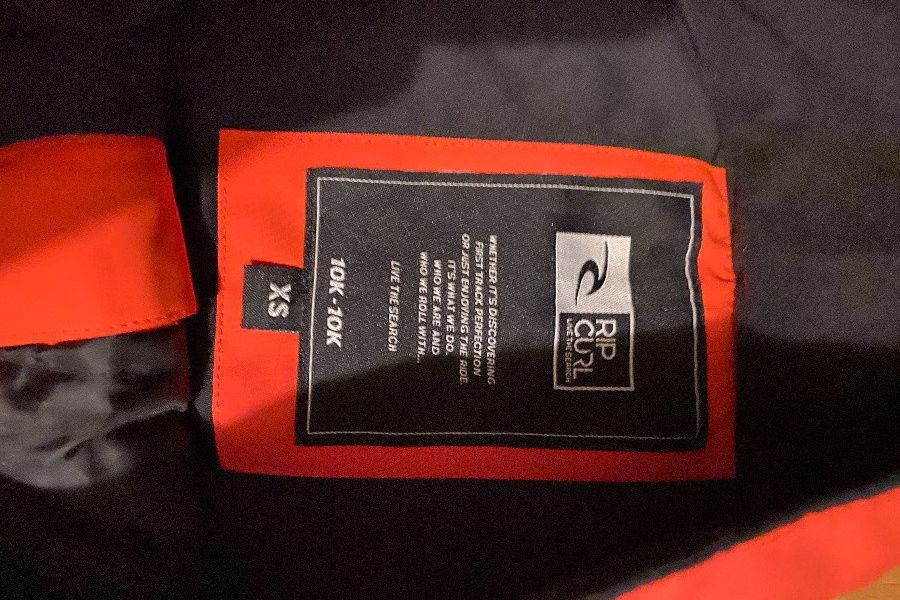 RIP
CURL
LIVE THE SEARCH
WHETHER IT'S DISCOVERING
FIRST TRACK PERFECTION
OR JUST ENJOYING THE RIDE.
IT'S WHAT WE DO.
WHO WE ARE AND
WHO WE ROLL WITH...
LIVE THE SEARCH
10K - 10K
XS